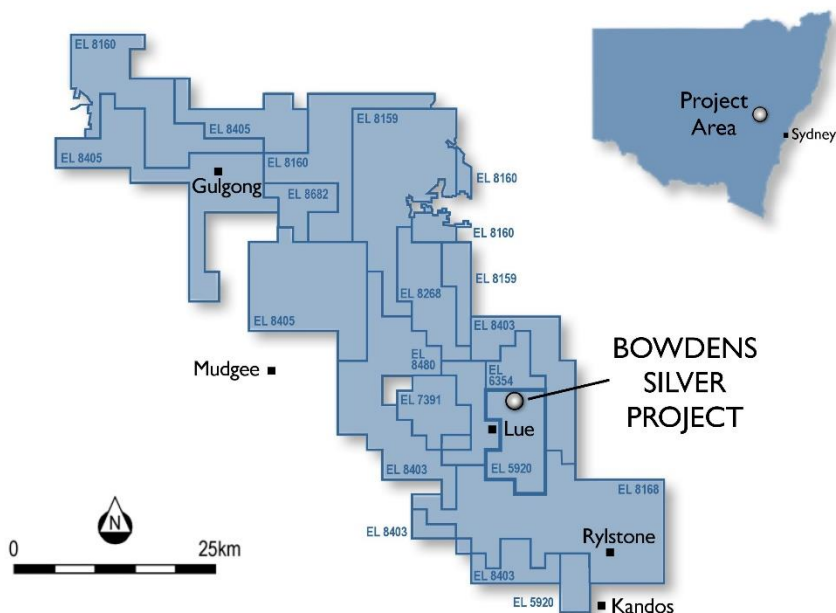 EL 8160
EL 8405
EL 8159
EL 8405
EL 8160
Gulgong
EL 8682
EL 8160
EL 8160
EL 8159
EL 8268
EL 8405
EL 8403
Mudgee
EL
8480
EL
6354
EL 7391
Lue
EL 5920
EL 8403
EL 8168
EL 8403
Rylstone
EL 8403
EL 5920
Kandos
BOWDENS
SILVER
PROJECT
Project
Area
Sydney
N
0
25km